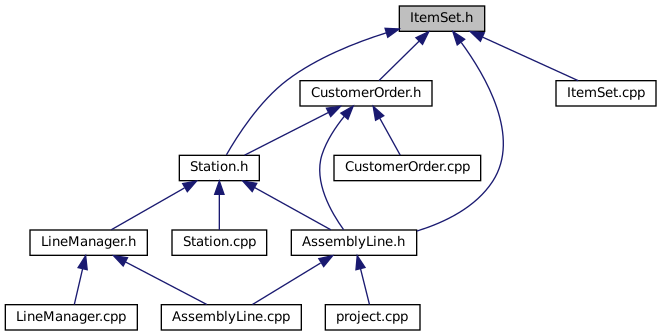 ItemSet.h
CustomerOrder.h
ItemSet.cpp
Station.h
CustomerOrder.cpp
LineManager.h
Station.cpp
AssemblyLine.h
LineManager.cpp
AssemblyLine.cpp
project.cpp